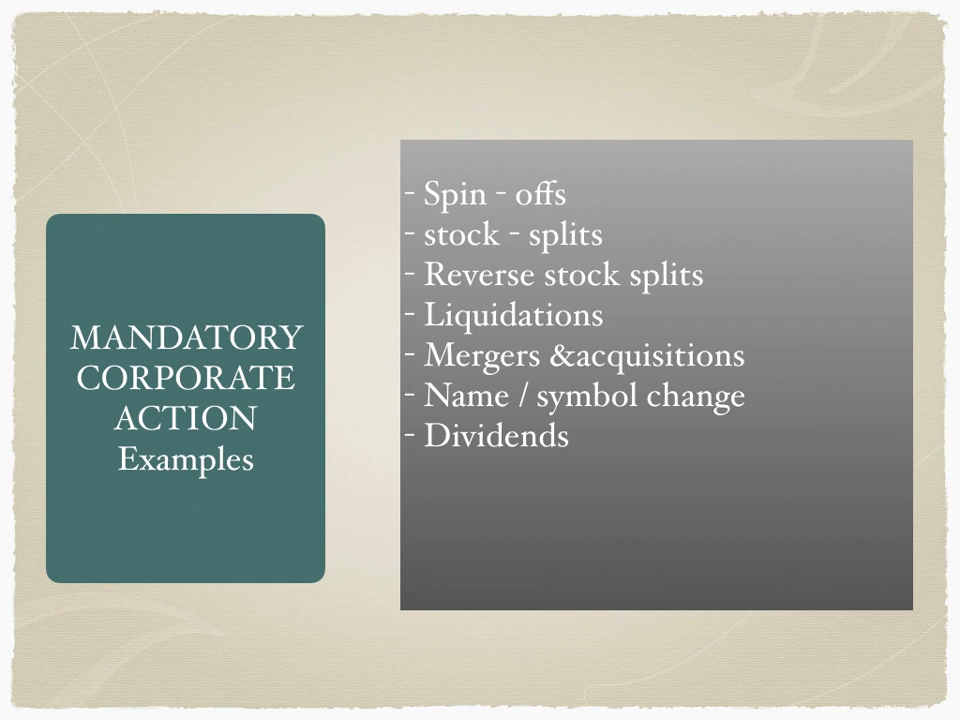 MANDATORY
CORPORATE
ACTION
Examples
- Spin - offs
- stock - splits
- Reverse stock splits
- Liquidations
- Mergers &acquisitions
- Name / symbol change
- Dividends